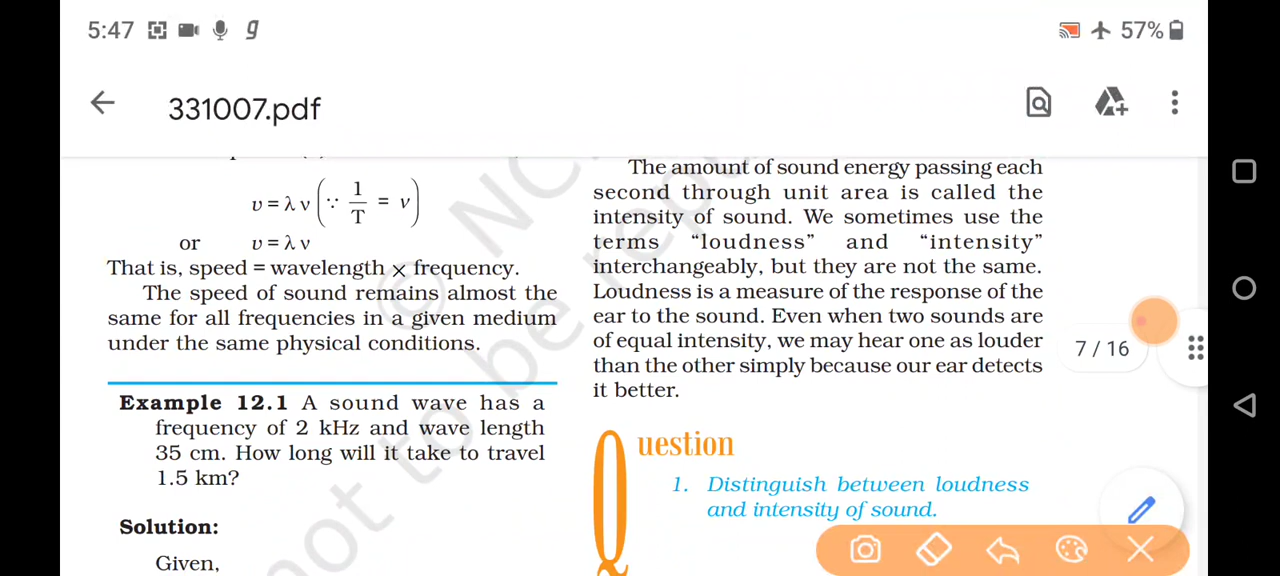 5:47 g 57%
331007.pdf
υ = λ ν ( ∵ 1/T = ν )
or υ = λ ν
That is, speed = wavelength × frequency.
The speed of sound remains almost the
same for all frequencies in a given medium
under the same physical conditions.
Example 12.1 A sound wave has a
frequency of 2 kHz and wave length
35 cm. How long will it take to travel
1.5 km?
Solution:
Given,
The amount of sound energy passing each
second through unit area is called the
intensity of sound. We sometimes use the
terms “loudness” and “intensity”
interchangeably, but they are not the same.
Loudness is a measure of the response of the
ear to the sound. Even when two sounds are
of equal intensity, we may hear one as louder
than the other simply because our ear detects
it better.
Question
1. Distinguish between loudness
and intensity of sound.
7 / 16
© NC
not to be rep